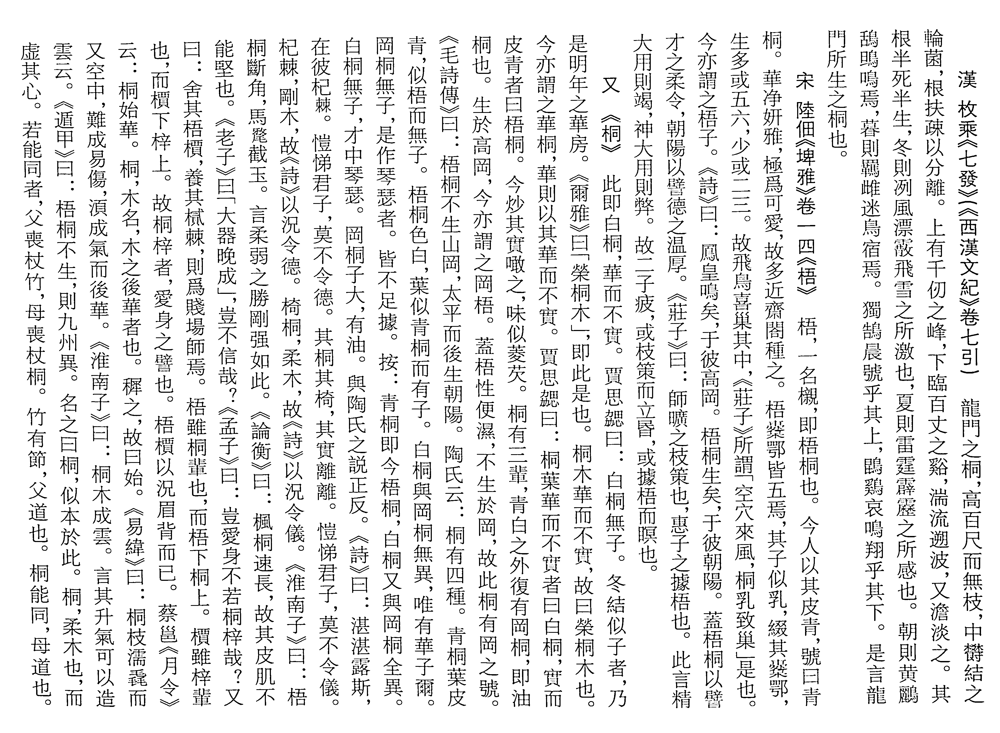 漢　枚乘《七發》(《西漢文紀》卷七引)　龍門之桐，高百尺而無枝，中欝結之
輪菌，根扶疎以分離。上有千仞之峰，下臨百丈之谿，湍流遡波，又澹淡之。其
根半死半生，冬則冽風漂霰飛雪之所激也，夏則雷霆霹靂之所感也。朝則黄鸝
鳱鴠鳴焉，暮則羈雌迷鳥宿焉。獨鵠晨號乎其上，鵾鷄哀鳴翔乎其下。是言龍
門所生之桐也。
宋　陸佃《埤雅》卷一四《梧》　梧，一名櫬，即梧桐也。今人以其皮青，號曰青
桐。華净妍雅，極爲可愛，故多近齋閣種之。梧橐鄂皆五焉，其子似乳，綴其橐鄂，
生多或五六，少或二三。故飛鳥喜巢其中，《莊子》所謂「空穴來風，桐乳致巢」是也。
今亦謂之梧子。《詩》曰：鳳皇鳴矣，于彼高岡。梧桐生矣，于彼朝陽。蓋梧桐以譬
才之柔令，朝陽以譬德之温厚。《莊子》曰：師曠之枝策也，惠子之據梧也。此言精
大用則竭，神大用則弊。故二子疲，或枝策而立㫳，或據梧而瞑也。
又　《桐》　此即白桐，華而不實。賈思勰曰：白桐無子。冬結似子者，乃
是明年之華房。《爾雅》曰「榮桐木」，即此是也。桐木華而不實，故曰榮桐木也。
今亦謂之華桐，華則以其華而不實。賈思勰曰：桐葉華而不實者曰白桐，實而
皮青者曰梧桐。今炒其實噉之，味似菱芡。桐有三輩，青白之外復有岡桐，即油
桐也。生於高岡，今亦謂之岡梧。蓋梧性便濕，不生於岡，故此桐有岡之號。
《毛詩傳》曰：梧桐不生山岡，太平而後生朝陽。陶氏云：桐有四種。青桐葉皮
青，似梧而無子。梧桐色白，葉似青桐而有子。白桐與岡桐無異，唯有華子爾。
岡桐無子，是作琴瑟者。皆不足據。按：青桐即今梧桐，白桐又與岡桐全異。
白桐無子，才中琴瑟。岡桐子大，有油。與陶氏之説正反。《詩》曰：湛湛露斯，
在彼杞棘。愷悌君子，莫不令德。其桐其椅，其實離離。愷悌君子，莫不令儀。
杞棘，剛木，故《詩》以況令德。椅桐，柔木，故《詩》以況令儀。《淮南子》曰：梧
桐斷角，馬氂截玉。言柔弱之勝剛强如此。《論衡》曰：楓桐速長，故其皮肌不
能堅也。《老子》曰「大器晚成」，豈不信哉？《孟子》曰：豈愛身不若桐梓哉？又
曰：舍其梧檟，養其樲棘，則爲賤場師焉。梧雖桐輩也，而梧下桐上。檟雖梓輩
也，而檟下梓上。故桐梓者，愛身之譬也。梧檟以況眉背而已。蔡邕《月令》
云：桐始華。桐，木名，木之後華者也。穉之，故曰始。《易緯》曰：桐枝濡毳而
又空中，難成易傷，湏成氣而後華。《淮南子》曰：桐木成雲。言其升氣可以造
雲云。《遁甲》曰：梧桐不生，則九州異。名之曰桐，似本於此。桐，柔木也，而
虚其心。若能同者，父喪杖竹，母喪杖桐。竹有節，父道也。桐能同，母道也。